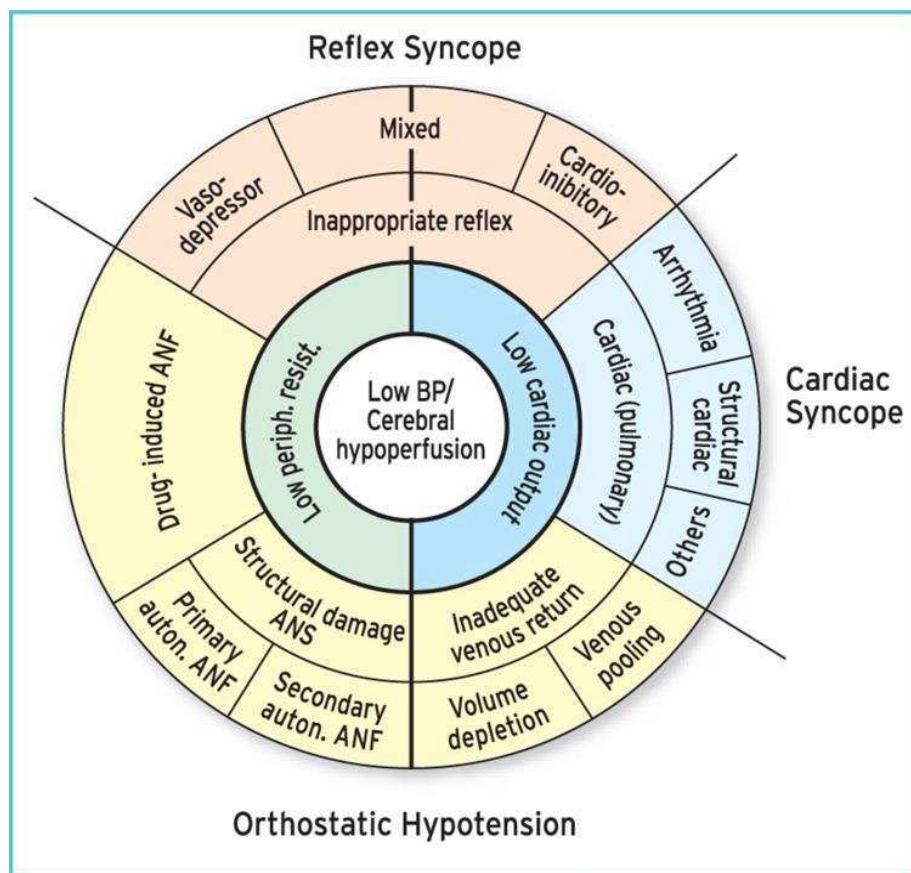 Reflex Syncope
Mixed
Vaso-
depressor
Cardio-
inibitory
Inappropriate reflex
Arrhythmia
Structural
cardiac
Others
Cardiac (pulmonary)
Cardiac
Syncope
Drug- induced ANF
Low periph. resist.
Low BP/
Cerebral
hypoperfusion
Low cardiac output
Structural damage
ANS
Primary
auton. ANF
Secondary
auton. ANF
Inadequate
venous return
Volume
depletion
Venous
pooling
Orthostatic Hypotension